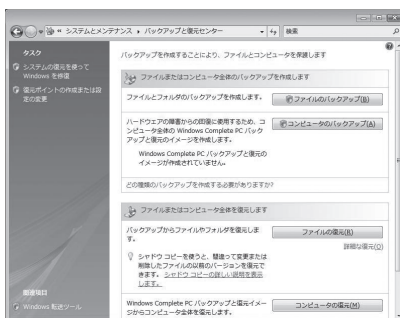 « システムとメンテナンス ▸ バックアップと復元センター
検索
タスク
システムの復元を使って
Windows を修復
復元ポイントの作成または設
定の変更
関連項目
Windows 転送ツール
バックアップを作成することにより、ファイルとコンピュータを保護します
ファイルまたはコンピュータ全体のバックアップを作成します
ファイルとフォルダのバックアップを作成します。
ファイルのバックアップ(B)
ハードウェアの障害からの回復に使用するため、コ
ンピュータ全体の Windows Complete PC バック
アップと復元のイメージを作成します。
コンピュータのバックアップ(A)
Windows Complete PC バックアップと復元の
イメージが作成されていません。
どの種類のバックアップを作成する必要がありますか?
ファイルまたはコンピュータ全体を復元します
バックアップからファイルやフォルダを復元しま
す。
ファイルの復元(R)
詳細な復元(O)
シャドウ コピーを使うと、間違って変更または
削除したファイルの以前のバージョンを復元で
きます。 シャドウ コピーの詳しい説明を表示
します。
Windows Complete PC バックアップと復元イメー
ジからコンピュータ全体を復元します。
コンピュータの復元(M)